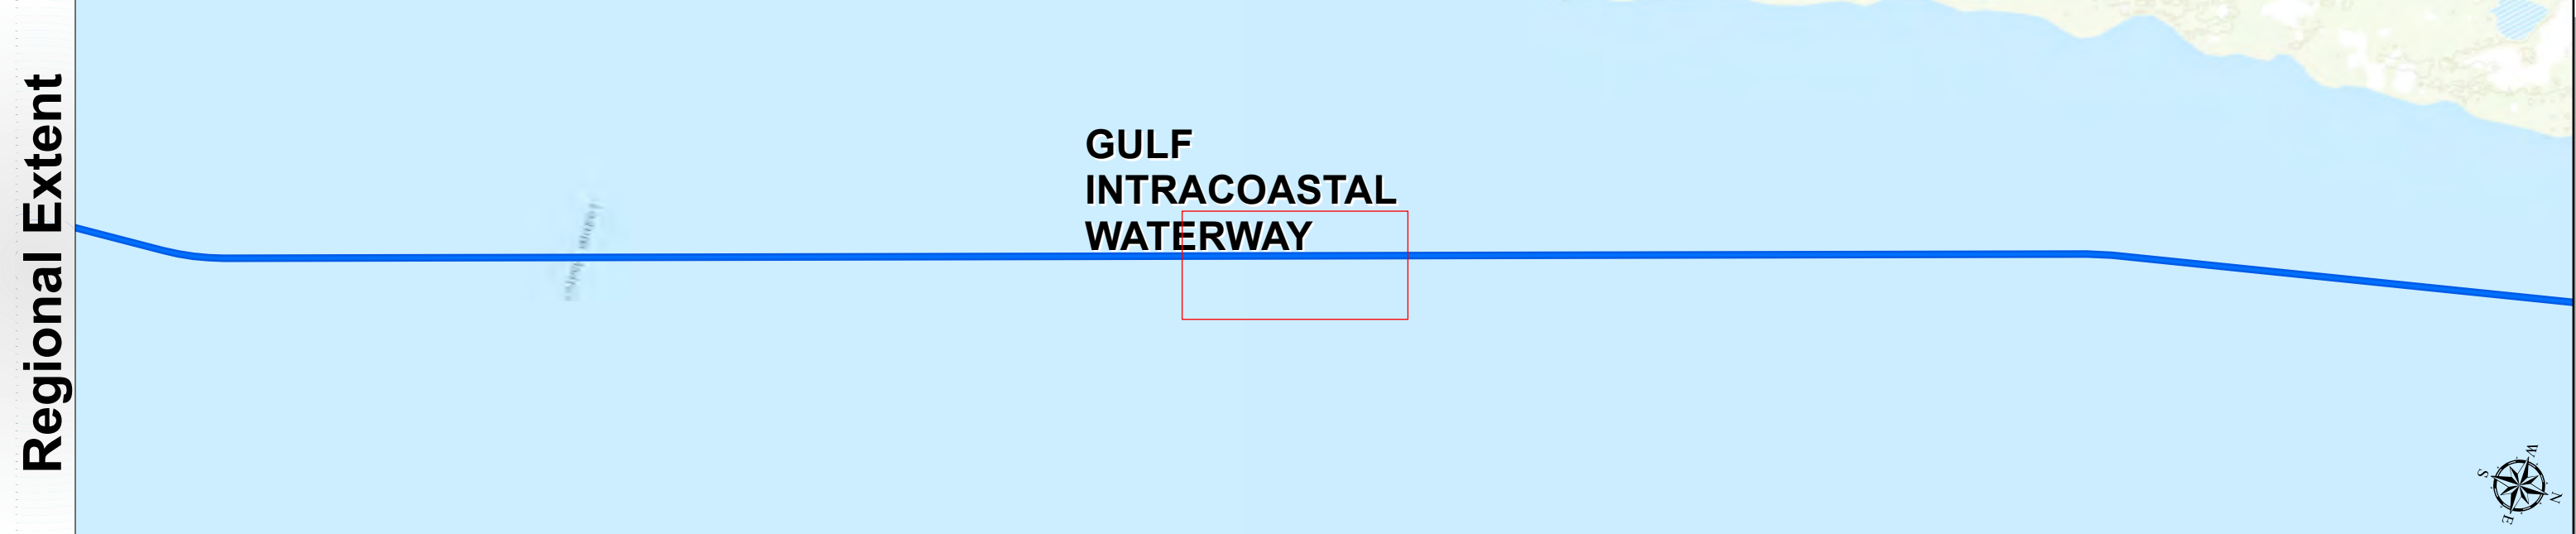 Regional Extent
GULF
INTRACOASTAL
WATERWAY
W
S
N
E